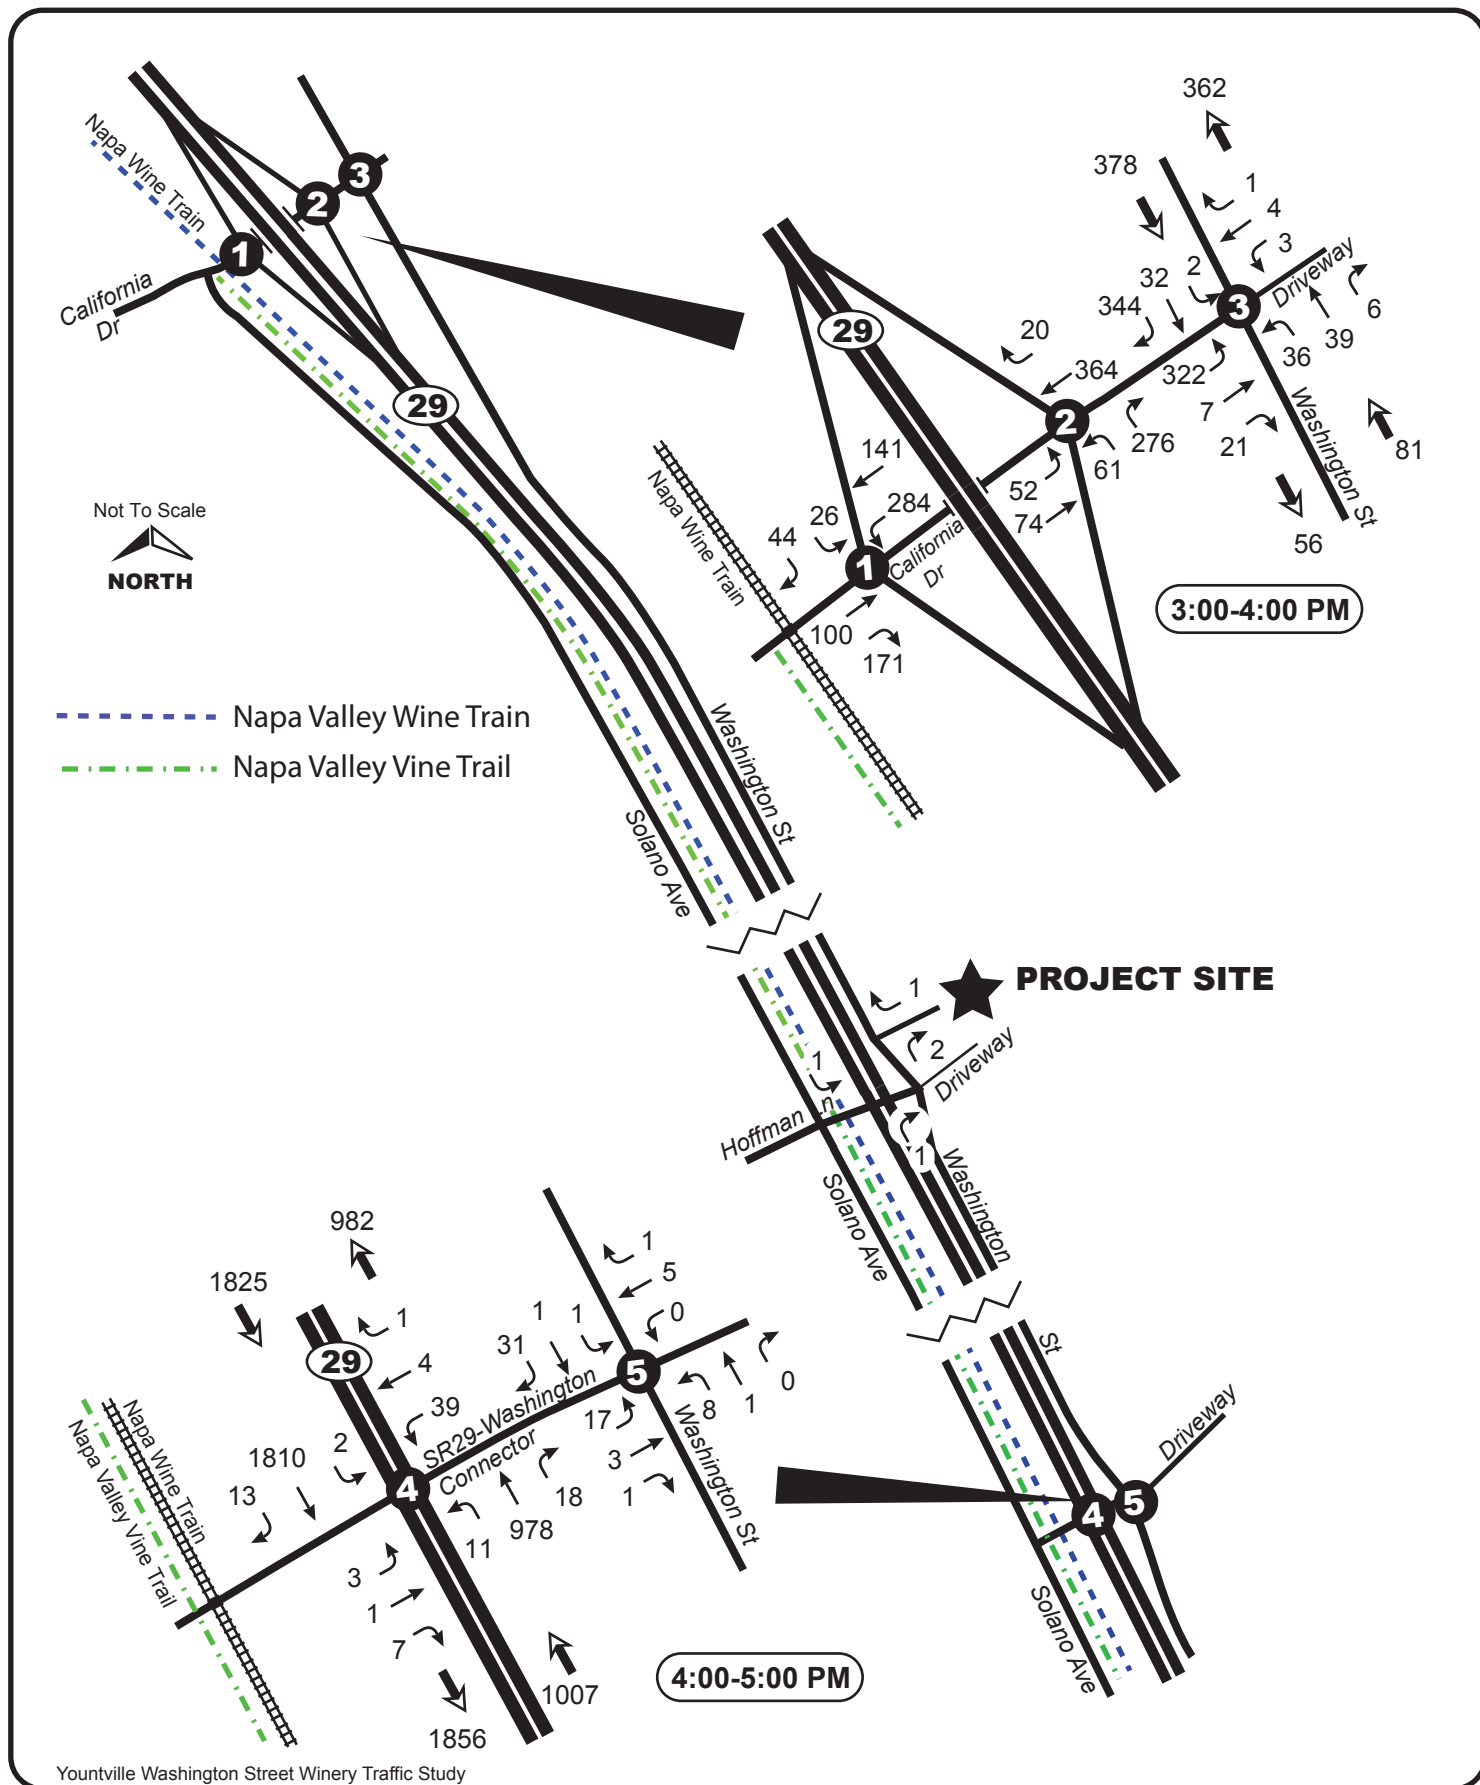 362
378
1
4
3
2
32
344
3
Driveway
6
39
36
322
7
21
Washington St
81
56
20
364
2
276
61
52
74
29
141
284
26
44
1
California
Dr
100
171
Napa Wine Train
3:00-4:00 PM
Napa Wine Train
3
2
1
California
Dr
29
Not To Scale
NORTH
Napa Valley Wine Train
Napa Valley Vine Trail
Washington St
Solano Ave
PROJECT SITE
1
2
Driveway
1
Hoffman Ln
1
Washington
Solano Ave
St
Driveway
5
4
Solano Ave
982
1825
1
29
4
39
1810
2
13
4
SR29-Washington
Connector
31
1
1
1
5
0
5
8
1
0
17
3
1
Washington St
18
978
11
3
1
7
1007
1856
Napa Wine Train
Napa Valley Vine Trail
4:00-5:00 PM
Yountville Washington Street Winery Traffic Study